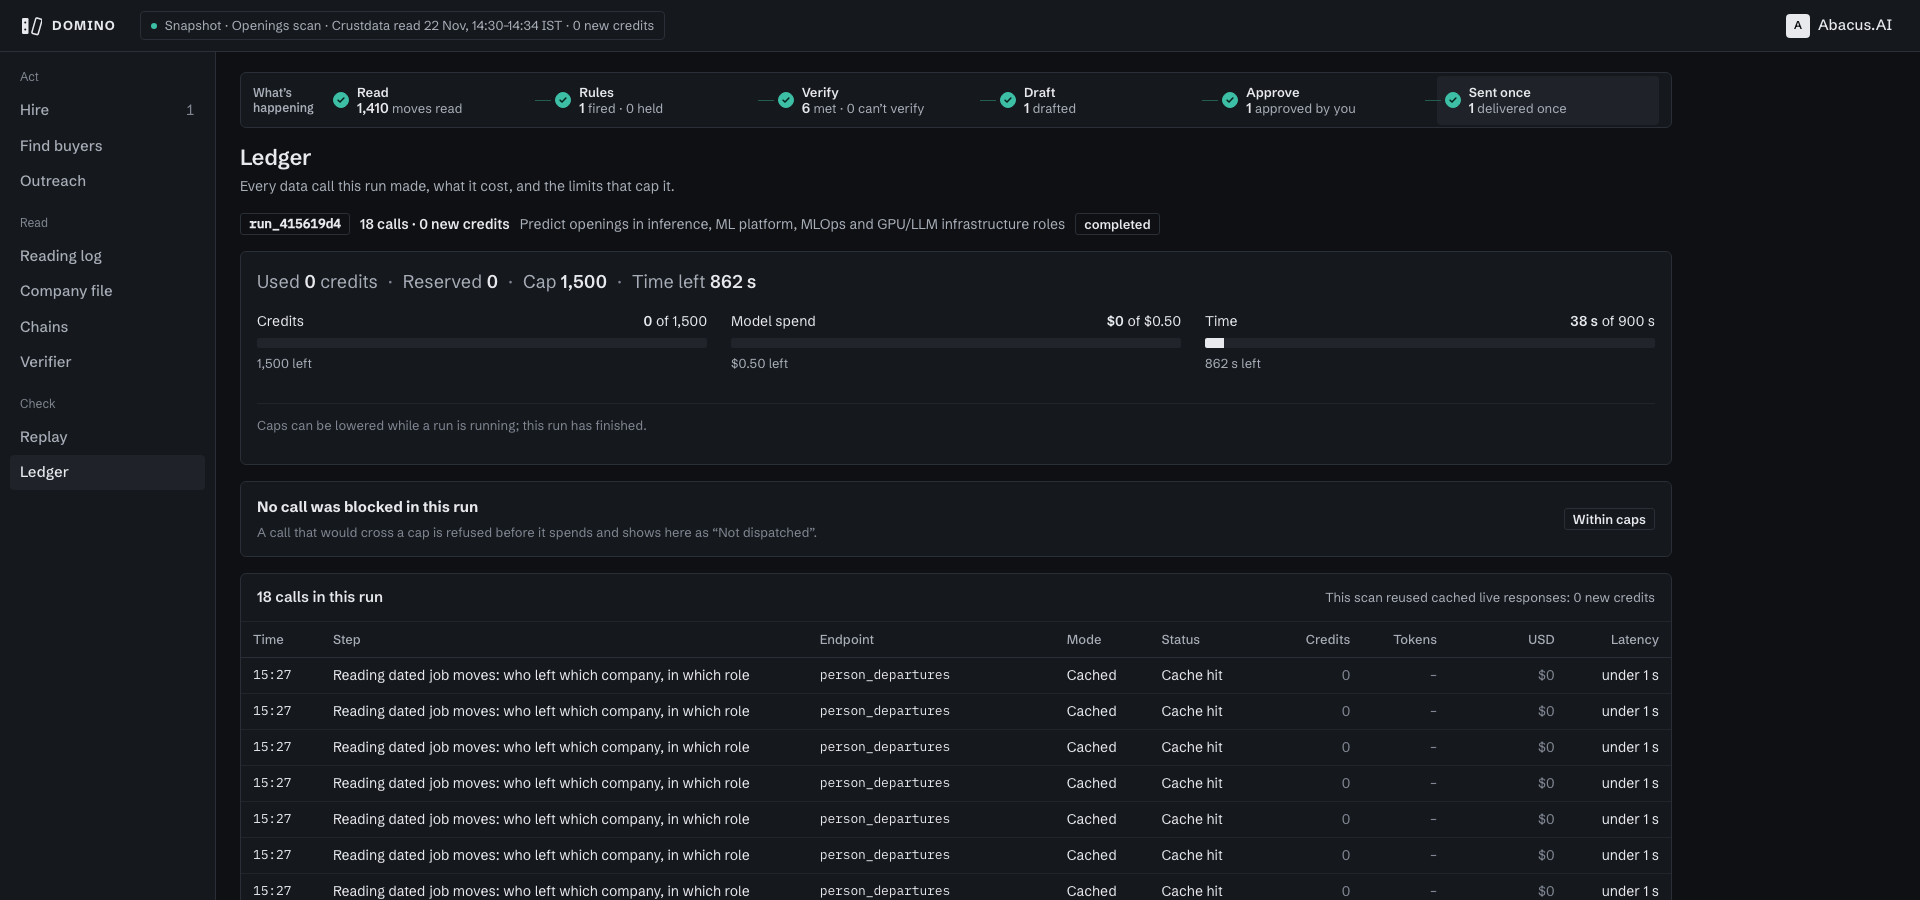 DOMINO
Snapshot · Openings scan · Crustdata read 22 Nov, 14:30-14:34 IST · 0 new credits
A
Abacus.AI
Act
Hire 1
Find buyers
Outreach
Read
Reading log
Company file
Chains
Verifier
Check
Replay
Ledger
What's
happening
Read
1,410 moves read
Rules
1 fired · 0 held
Verify
6 met · 0 can't verify
Draft
1 drafted
Approve
1 approved by you
Sent once
1 delivered once
Ledger
Every data call this run made, what it cost, and the limits that cap it.
run_415619d4 18 calls · 0 new credits Predict openings in inference, ML platform, MLOps and GPU/LLM infrastructure roles completed
Used 0 credits · Reserved 0 · Cap 1,500 · Time left 862 s
Credits 0 of 1,500
1,500 left
Model spend $0 of $0.50
$0.50 left
Time 38 s of 900 s
862 s left
Caps can be lowered while a run is running; this run has finished.
No call was blocked in this run
A call that would cross a cap is refused before it spends and shows here as “Not dispatched”.
Within caps
18 calls in this run
This scan reused cached live responses: 0 new credits
Time Step Endpoint Mode Status Credits Tokens USD Latency
15:27 Reading dated job moves: who left which company, in which role person_departures Cached Cache hit 0 – $0 under 1 s
15:27 Reading dated job moves: who left which company, in which role person_departures Cached Cache hit 0 – $0 under 1 s
15:27 Reading dated job moves: who left which company, in which role person_departures Cached Cache hit 0 – $0 under 1 s
15:27 Reading dated job moves: who left which company, in which role person_departures Cached Cache hit 0 – $0 under 1 s
15:27 Reading dated job moves: who left which company, in which role person_departures Cached Cache hit 0 – $0 under 1 s
15:27 Reading dated job moves: who left which company, in which role person_departures Cached Cache hit 0 – $0 under 1 s
15:27 Reading dated job moves: who left which company, in which role person_departures Cached Cache hit 0 – $0 under 1 s